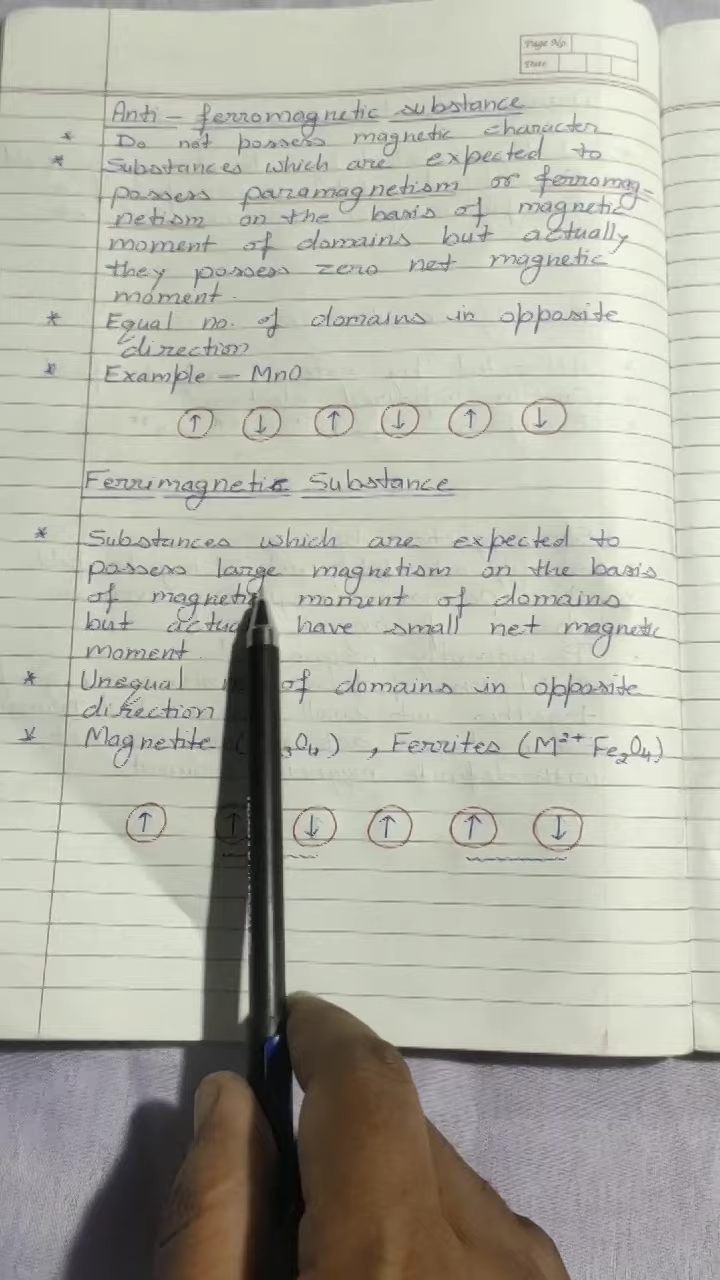 Page No.
Date
Anti - ferromagnetic substance
* Do not possess magnetic character
* Substances which are expected to
possess paramagnetism or ferromag-
netism on the basis of magnetic
moment of domains but actually
they possess zero net magnetic
moment.
* Equal no. of domains in opposite
direction
* Example - MnO
↑ ↓ ↑ ↓ ↑ ↓
Ferrimagnetic Substance
* Substances which are expected to
possess large magnetism on the basis
of magnetic moment of domains
but have small net magnetic
moment.
* Unequal of domains in opposite
direction
* Magnetite ( ₃O₄) , Ferrites (M²⁺ Fe₂O₄)
↑ ↑ ↓ ↑ ↑ ↓